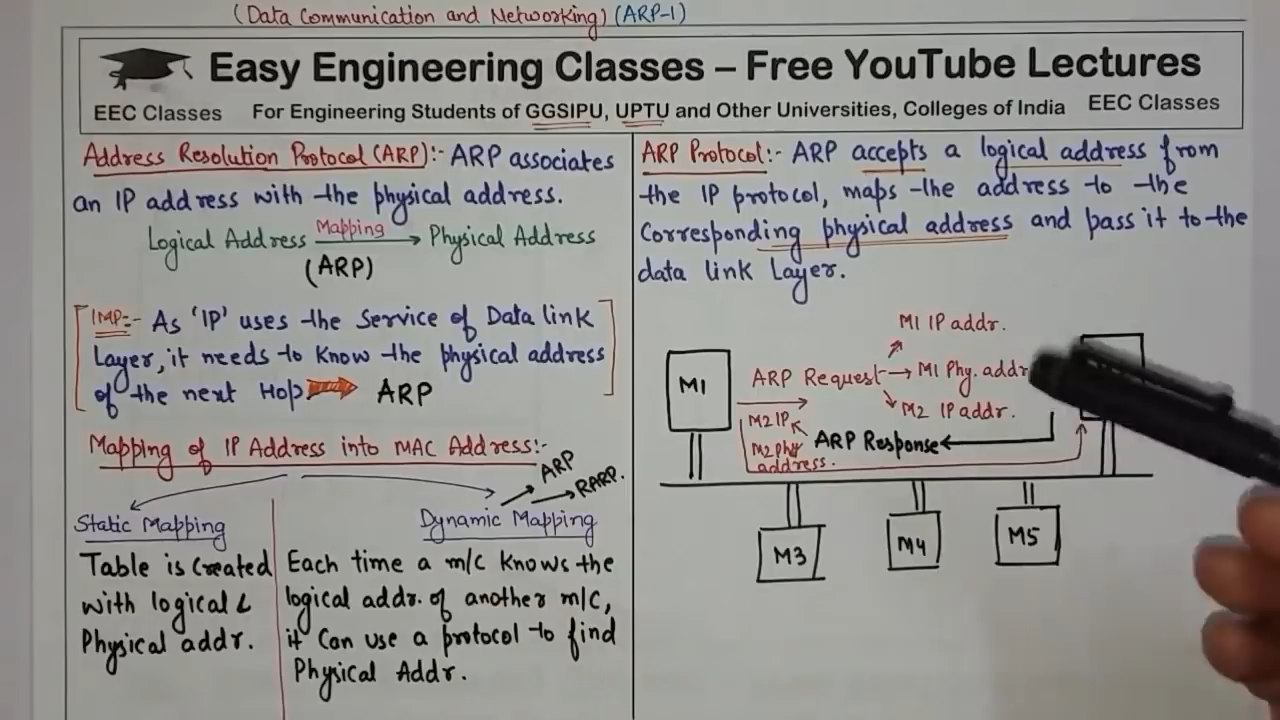 (Data Communication and Networking) (ARP-1)
Easy Engineering Classes – Free YouTube Lectures
EEC Classes For Engineering Students of GGSIPU, UPTU and Other Universities, Colleges of India EEC Classes
Address Resolution Protocol (ARP):- ARP associates
an IP address with the physical address.
Logical Address Mapping Physical Address
(ARP)
IMP:- As 'IP' uses the Service of Data link
Layer, it needs to know the physical address
of the next Hop. ARP
Mapping of IP Address into MAC Address:-
ARP
RARP.
Static Mapping
Table is Created
with logical &
Physical addr.
Dynamic Mapping
Each time a m/c knows the
logical addr. of another m/c,
it Can use a protocol to find
Physical Addr.
ARP Protocol:- ARP accepts a logical address from
the IP protocol, maps the address to the
Corresponding physical address and pass it to the
data link Layer.
M1
ARP Request
M1 IP addr.
M1 Phy. addr
M2 IP addr.
M2 IP
M2 Phy
address.
ARP Response
M3
M4
M5